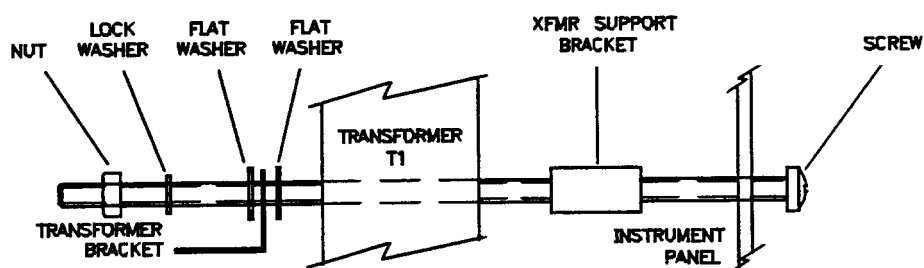 NUT
LOCK
WASHER
FLAT
WASHER
FLAT
WASHER
XFMR SUPPORT
BRACKET
SCREW
TRANSFORMER
T1
TRANSFORMER
BRACKET
INSTRUMENT
PANEL